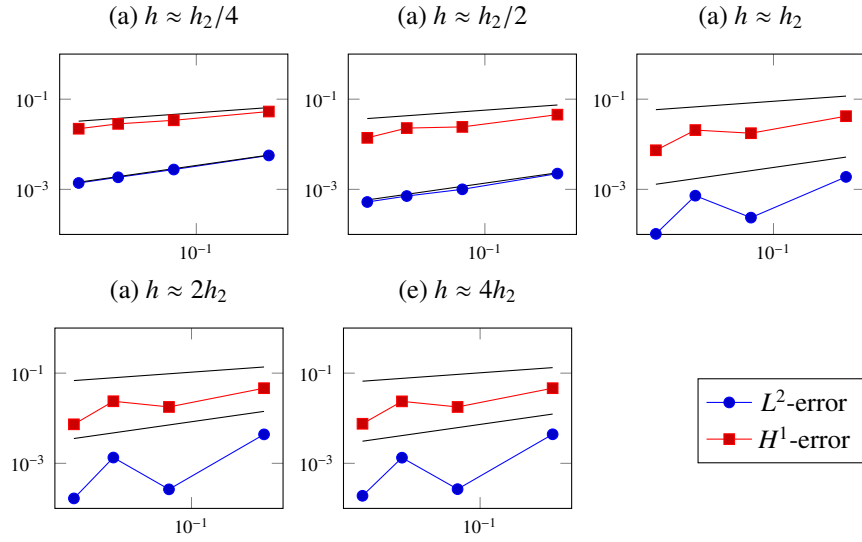 (a) h ≈ h₂/4
(a) h ≈ h₂/2
(a) h ≈ h₂
10⁻¹
10⁻³
10⁻¹
10⁻¹
10⁻³
10⁻¹
10⁻¹
10⁻³
10⁻¹
(a) h ≈ 2h₂
(e) h ≈ 4h₂
10⁻¹
10⁻³
10⁻¹
10⁻¹
10⁻³
10⁻¹
L²-error
H¹-error